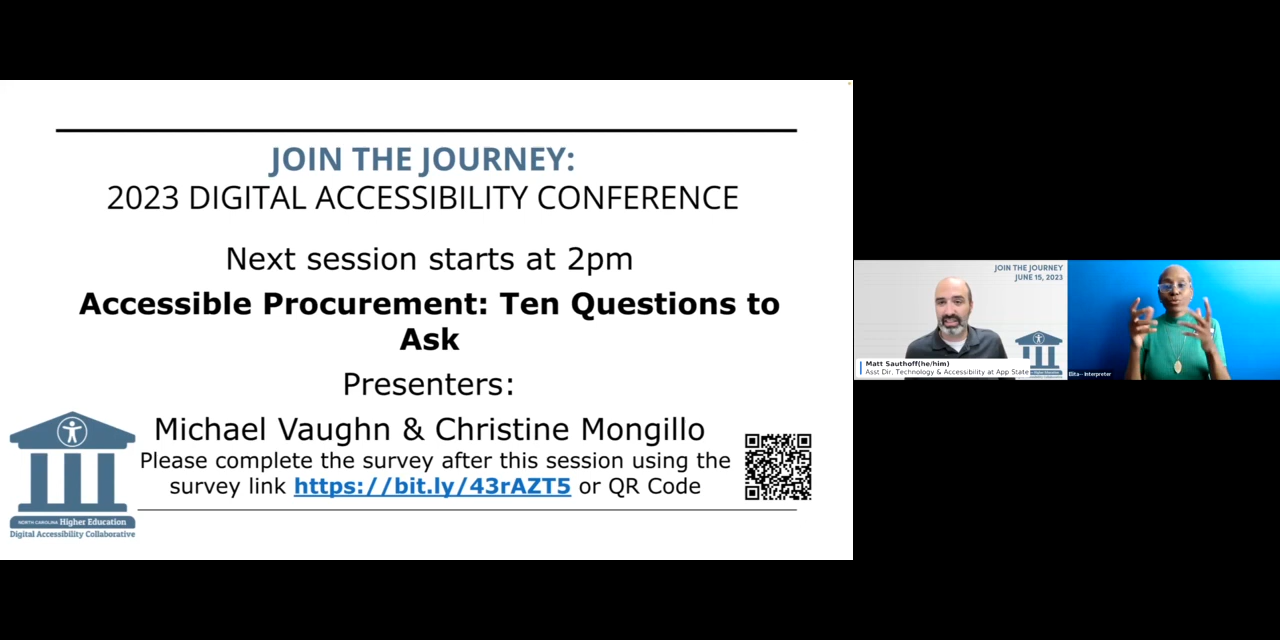 JOIN THE JOURNEY:
2023 DIGITAL ACCESSIBILITY CONFERENCE
Next session starts at 2pm
Accessible Procurement: Ten Questions to
Ask
Presenters:
Michael Vaughn & Christine Mongillo
Please complete the survey after this session using the
survey link https://bit.ly/43rAZT5 or QR Code
NORTH CAROLINA Higher Education
Digital Accessibility Collaborative
JOIN THE JOURNEY
JUNE 15, 2023
Matt Sauthoff(he/him)
Asst Dir, Technology & Accessibility at App State
Higher Education
Elita-- Interpreter